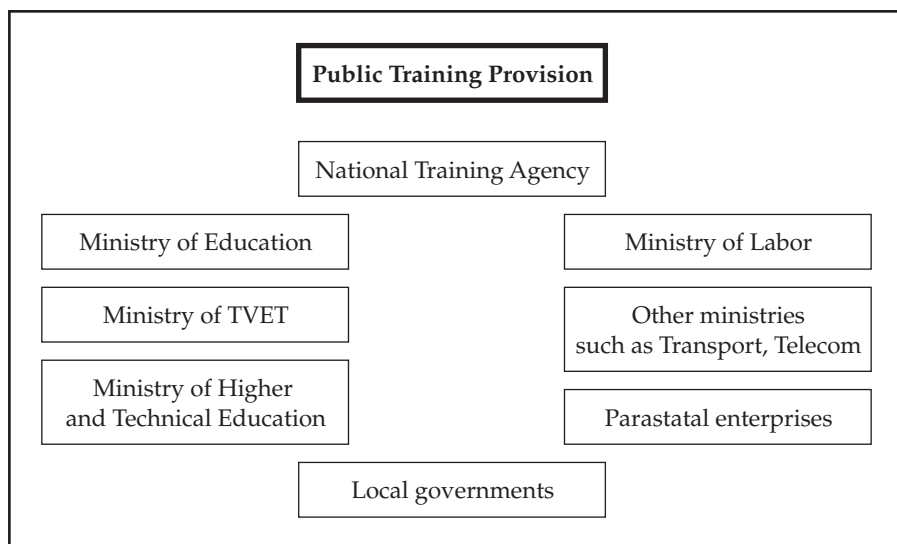 Public Training Provision
National Training Agency
Ministry of Education
Ministry of Labor
Ministry of TVET
Other ministries
such as Transport, Telecom
Ministry of Higher
and Technical Education
Parastatal enterprises
Local governments